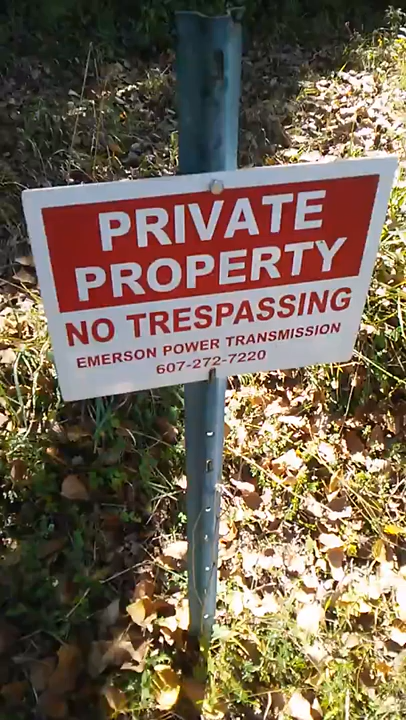 PRIVATE
PROPERTY
NO TRESPASSING
EMERSON POWER TRANSMISSION
607-272-7220